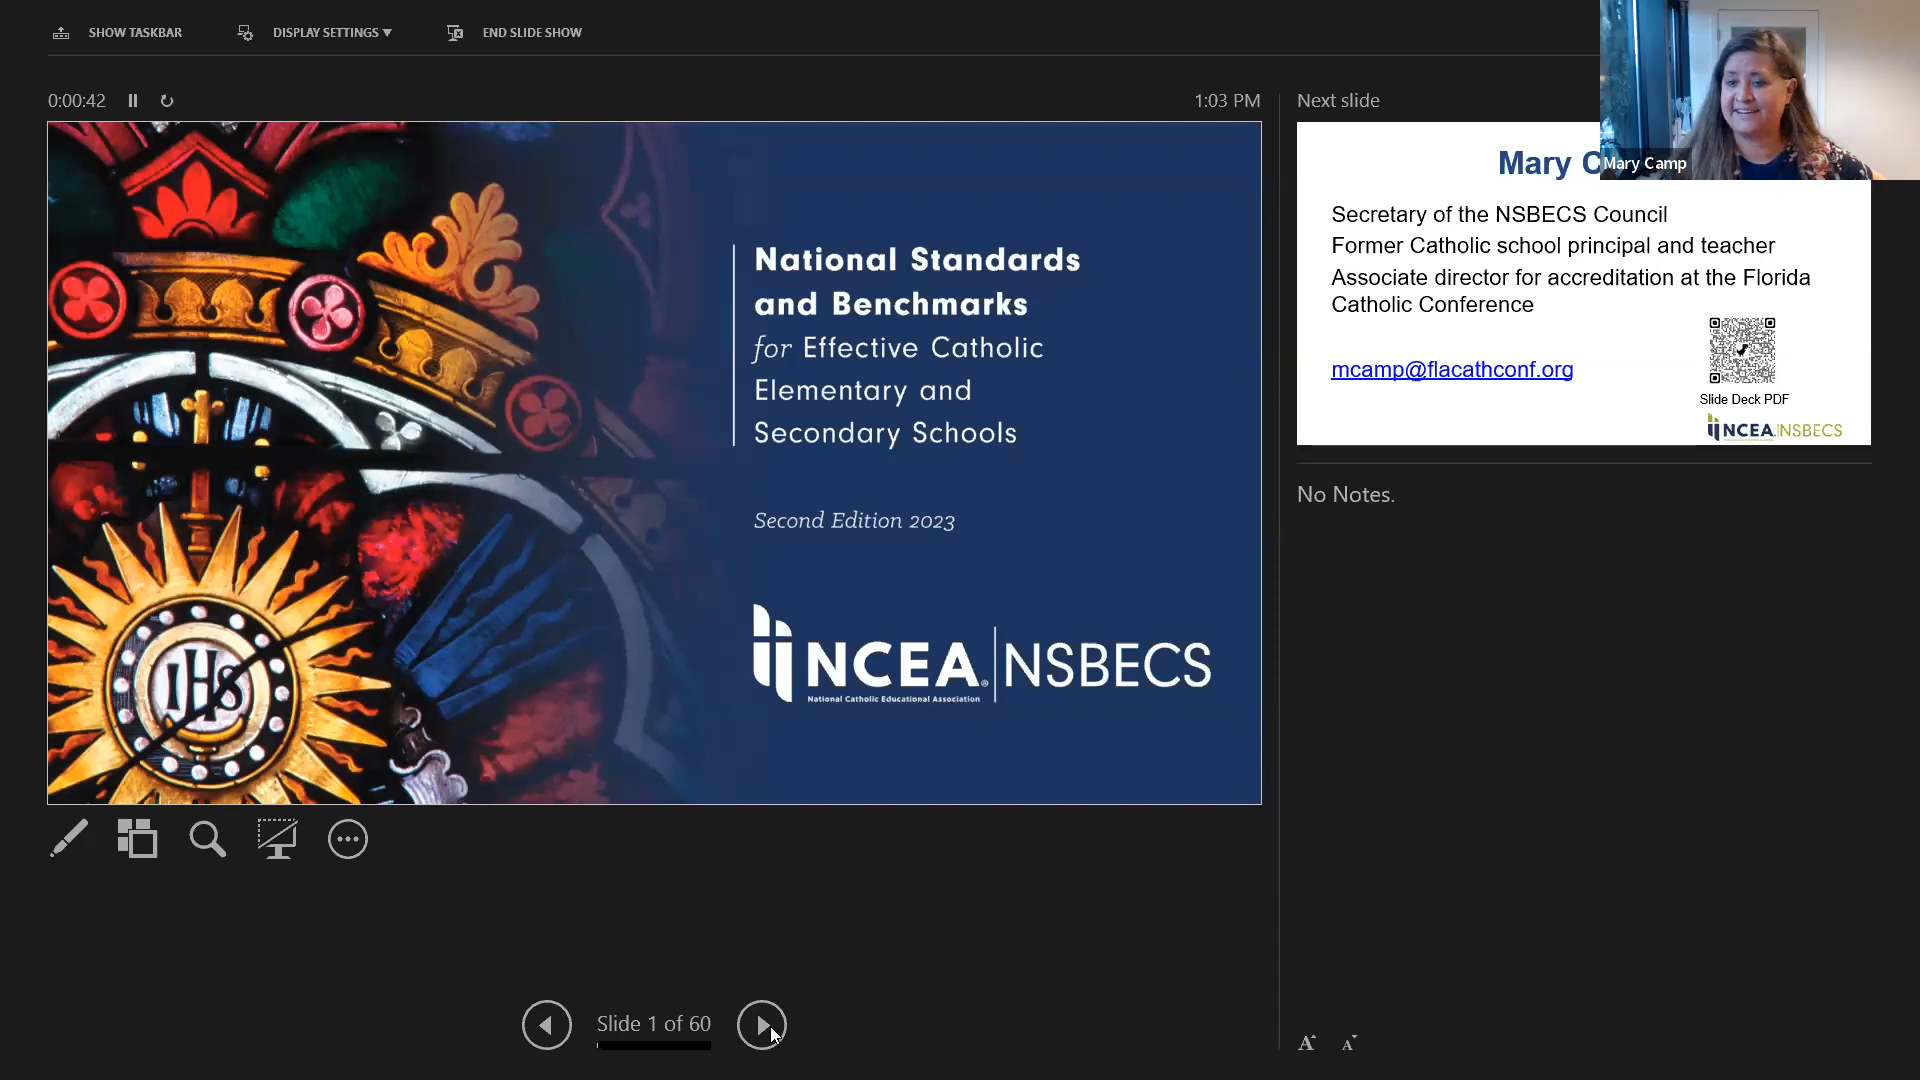 SHOW TASKBAR
DISPLAY SETTINGS ▼
END SLIDE SHOW
0:00:42
1:03 PM
Next slide
National Standards
and Benchmarks
for Effective Catholic
Elementary and
Secondary Schools
Second Edition 2023
NCEA® NSBECS
National Catholic Educational Association
IHS
Mary C
Mary Camp
Secretary of the NSBECS Council
Former Catholic school principal and teacher
Associate director for accreditation at the Florida
Catholic Conference
mcamp@flacathconf.org
Slide Deck PDF
NCEA NSBECS
No Notes.
Slide 1 of 60
A A